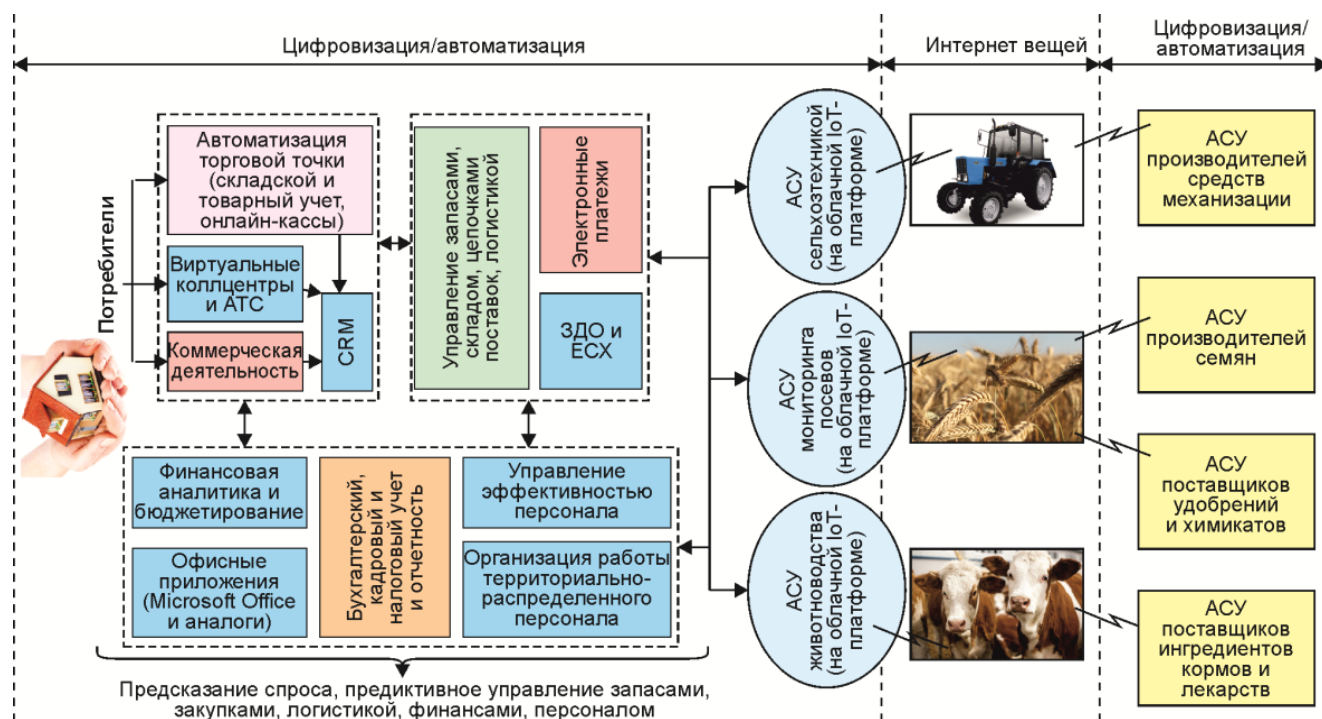 Цифровизация/автоматизация
Интернет вещей
Цифровизация/
автоматизация
Потребители
Автоматизация
торговой точки
(складской и
товарный учет,
онлайн-кассы)
Виртуальные
коллцентры
и АТС
Коммерческая
деятельность
CRM
Управление запасами,
складом, цепочками
поставок, логистикой
Электронные
платежи
ЗДО и
ЕСХ
Финансовая
аналитика и
бюджетирование
Офисные
приложения
(Microsoft Office
и аналоги)
Бухгалтерский,
кадровый и
налоговый учет
и отчетность
Управление
эффективностью
персонала
Организация работы
территориально-
распределенного
персонала
Предсказание спроса, предиктивное управление запасами,
закупками, логистикой, финансами, персоналом
АСУ
сельхозтехникой
(на облачной IoT-
платформе)
АСУ
мониторинга
посевов
(на облачной IoT-
платформе)
АСУ
животноводства
(на облачной IoT-
платформе)
АСУ
производителей
средств
механизации
АСУ
производителей
семян
АСУ
поставщиков
удобрений
и химикатов
АСУ
поставщиков
ингредиентов
кормов и
лекарств